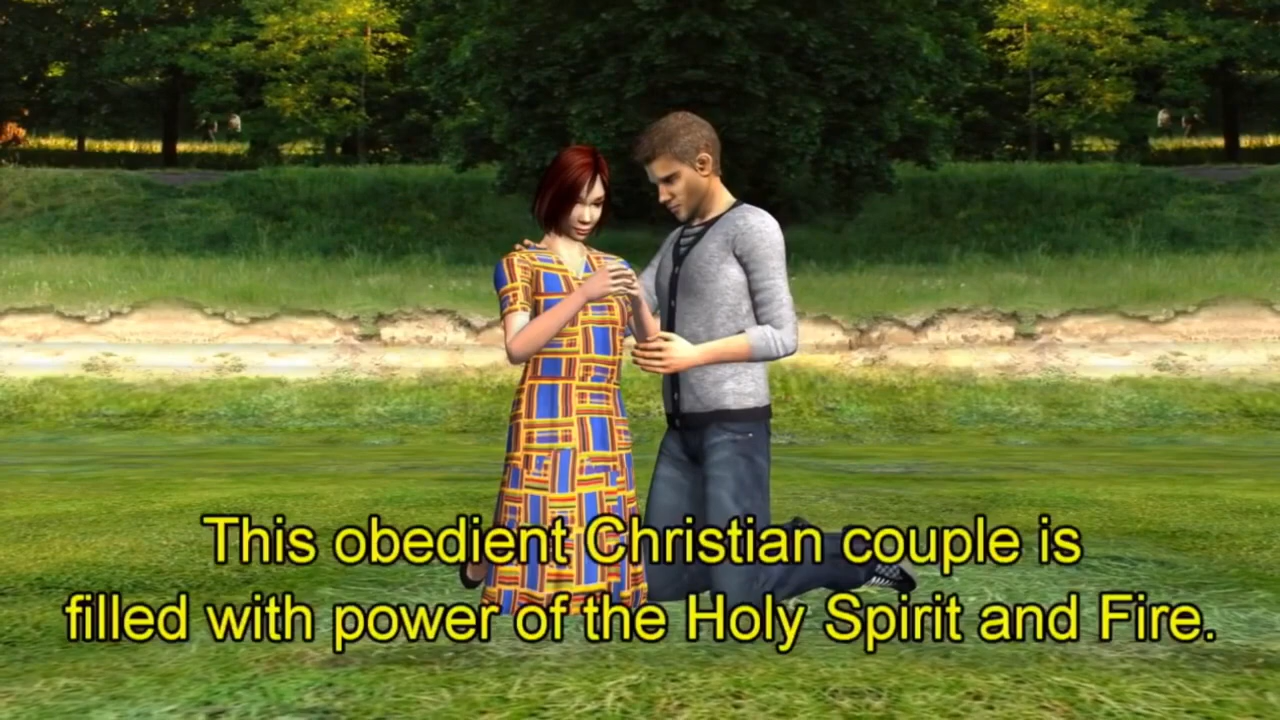 This obedient Christian couple is
filled with power of the Holy Spirit and Fire.